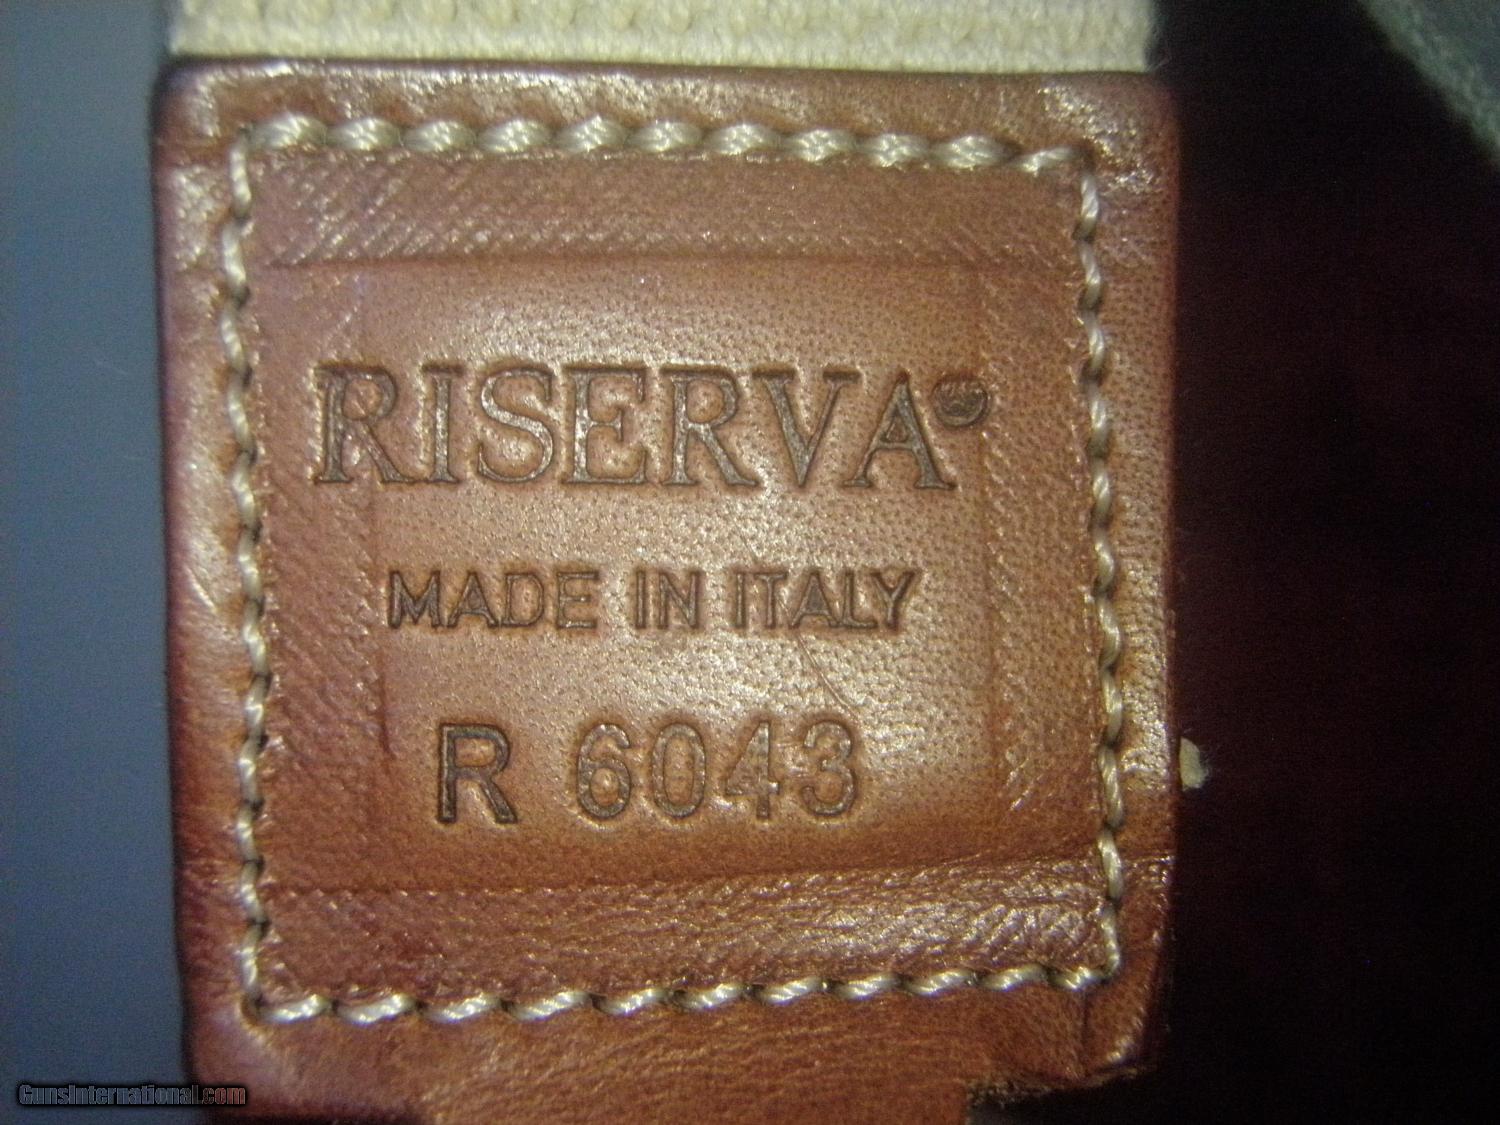 RISERVA
MADE IN ITALY
R 6043
GunsInternational.com